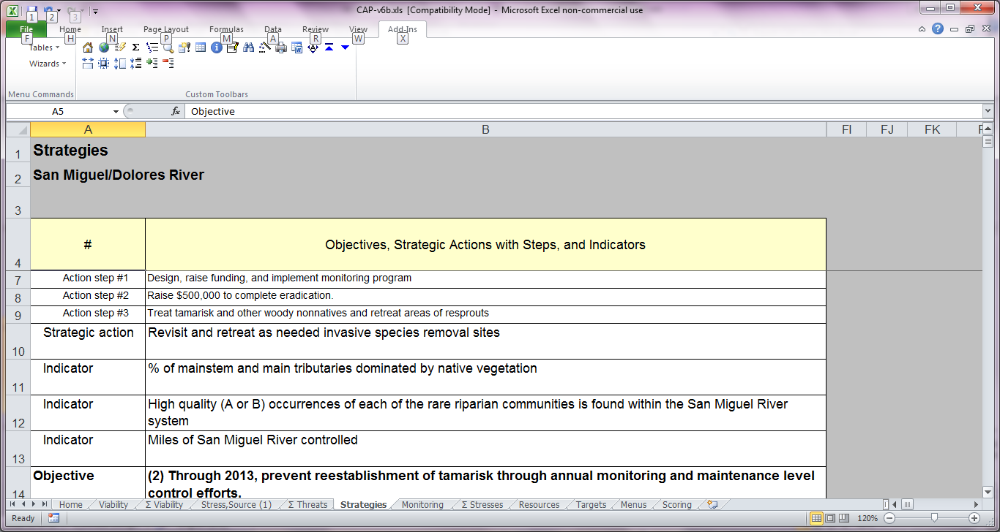 CAP-v6b.xls [Compatibility Mode] - Microsoft Excel non-commercial use
1 2 3
File Home Insert Page Layout Formulas Data Review View Add-Ins
F H N P M A R W X
Tables
Wizards
Menu Commands Custom Toolbars
A5 fx Objective
A B FI FJ FK F
1 Strategies
2 San Miguel/Dolores River
3
4 # Objectives, Strategic Actions with Steps, and Indicators
7 Action step #1 Design, raise funding, and implement monitoring program
8 Action step #2 Raise $500,000 to complete eradication.
9 Action step #3 Treat tamarisk and other woody nonnatives and retreat areas of resprouts
10 Strategic action Revisit and retreat as needed invasive species removal sites
11 Indicator % of mainstem and main tributaries dominated by native vegetation
12 Indicator High quality (A or B) occurrences of each of the rare riparian communities is found within the San Miguel River
system
13 Indicator Miles of San Miguel River controlled
14 Objective (2) Through 2013, prevent reestablishment of tamarisk through annual monitoring and maintenance level
control efforts.
Home Viability Σ Viability Stress,Source (1) Σ Threats Strategies Monitoring Σ Stresses Resources Targets Menus Scoring
Ready 120%